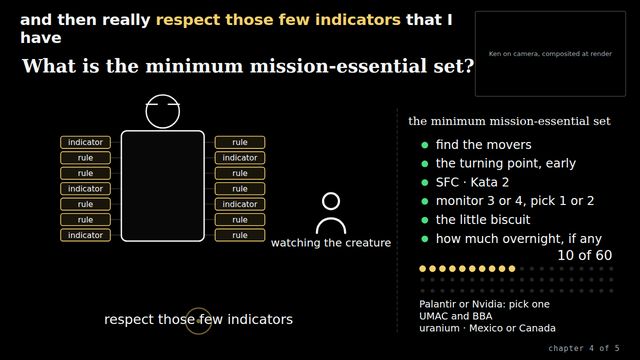 and then really respect those few indicators that I
have
Ken on camera, composited at render
What is the minimum mission-essential set?
the minimum mission-essential set
indicator
rule
rule
indicator
rule
rule
indicator
rule
indicator
rule
rule
indicator
rule
rule
find the movers
the turning point, early
SFC · Kata 2
monitor 3 or 4, pick 1 or 2
the little biscuit
how much overnight, if any
watching the creature
10 of 60
Palantir or Nvidia: pick one
UMAC and BBA
uranium · Mexico or Canada
respect those few indicators
chapter 4 of 5